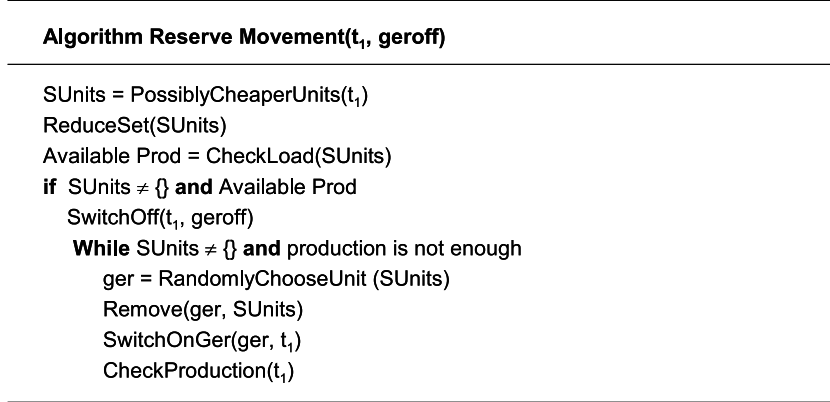 Algorithm Reserve Movement(t₁, geroff)
SUnits = PossiblyCheaperUnits(t₁)
ReduceSet(SUnits)
Available Prod = CheckLoad(SUnits)
if SUnits ≠ {} and Available Prod
SwitchOff(t₁, geroff)
While SUnits ≠ {} and production is not enough
ger = RandomlyChooseUnit (SUnits)
Remove(ger, SUnits)
SwitchOnGer(ger, t₁)
CheckProduction(t₁)